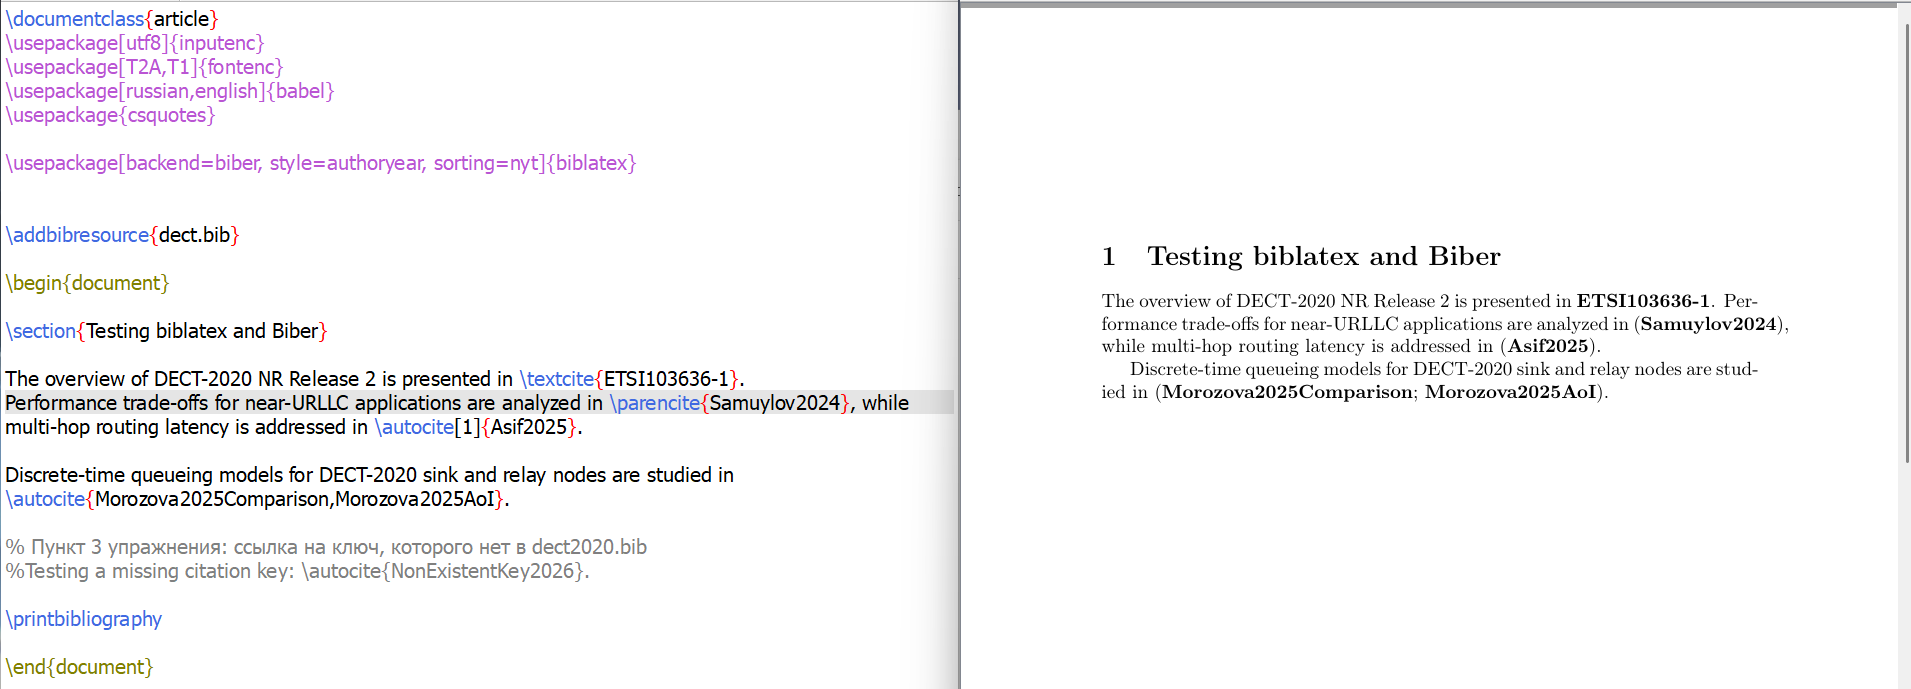 \documentclass{article}
\usepackage[utf8]{inputenc}
\usepackage[T2A,T1]{fontenc}
\usepackage[russian,english]{babel}
\usepackage{csquotes}
\usepackage[backend=biber, style=authoryear, sorting=nyt]{biblatex}
\addbibresource{dect.bib}
\begin{document}
\section{Testing biblatex and Biber}
The overview of DECT-2020 NR Release 2 is presented in \textcite{ETSI103636-1}.
Performance trade-offs for near-URLLC applications are analyzed in \parencite{Samuylov2024}, while
multi-hop routing latency is addressed in \autocite[1]{Asif2025}.
Discrete-time queueing models for DECT-2020 sink and relay nodes are studied in
\autocite{Morozova2025Comparison,Morozova2025AoI}.
% Пункт 3 упражнения: ссылка на ключ, которого нет в dect2020.bib
%Testing a missing citation key: \autocite{NonExistentKey2026}.
\printbibliography
\end{document}
1 Testing biblatex and Biber
The overview of DECT-2020 NR Release 2 is presented in ETSI103636-1. Per-
formance trade-offs for near-URLLC applications are analyzed in (Samuylov2024),
while multi-hop routing latency is addressed in (Asif2025).
Discrete-time queueing models for DECT-2020 sink and relay nodes are stud-
ied in (Morozova2025Comparison; Morozova2025AoI).